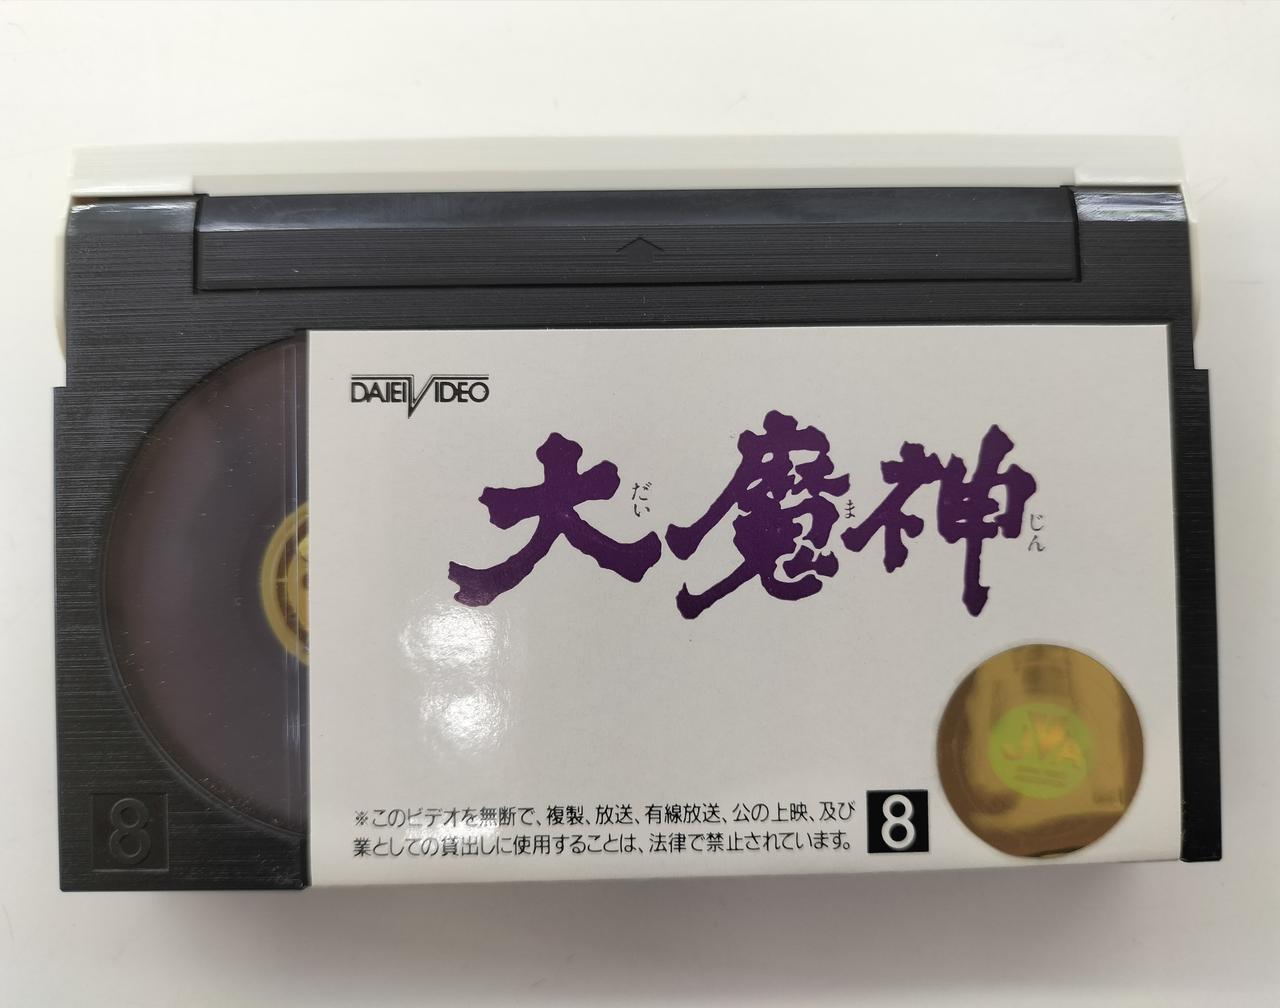 DAIEI VIDEO
大魔神
だい ま じん
※このビデオを無断で、複製、放送、有線放送、公の上映、及び
業としての貸出しに使用することは、法律で禁止されています。
8
JVA
8